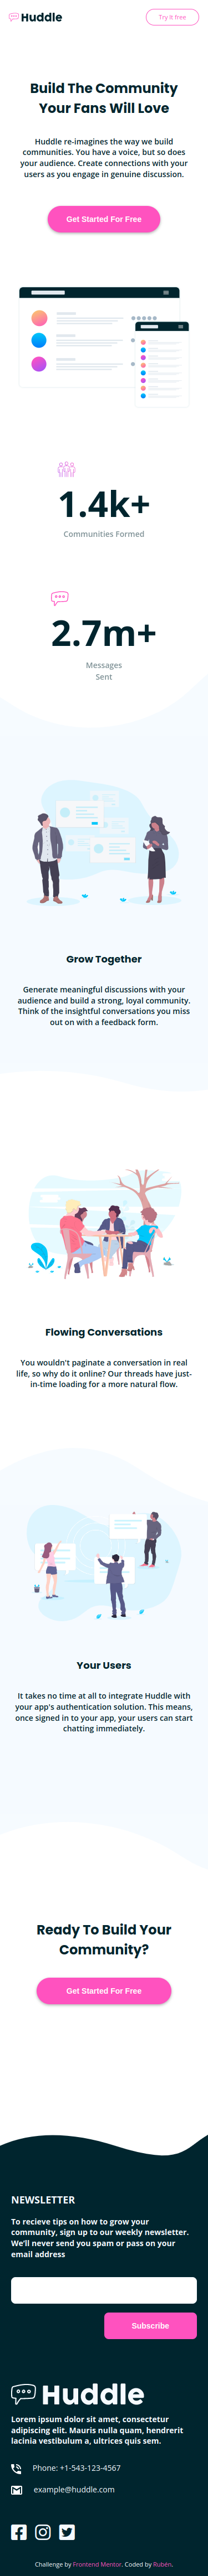 Huddle
Try It Free
Build The Community
Your Fans Will Love
Huddle re-imagines the way we build
communities. You have a voice, but so does
your audience. Create connections with your
users as you engage in genuine discussion.
Get Started For Free
1.4k+
Communities Formed
2.7m+
Messages
Sent
Grow Together
Generate meaningful discussions with your
audience and build a strong, loyal community.
Think of the insightful conversations you miss
out on with a feedback form.
Flowing Conversations
You wouldn't paginate a conversation in real
life, so why do it online? Our threads have just-
in-time loading for a more natural flow.
Your Users
It takes no time at all to integrate Huddle with
your app's authentication solution. This means,
once signed in to your app, your users can start
chatting immediately.
Ready To Build Your
Community?
Get Started For Free
NEWSLETTER
To recieve tips on how to grow your
community, sign up to our weekly newsletter.
We'll never send you spam or pass on your
email address
Subscribe
Huddle
Lorem ipsum dolor sit amet, consectetur
adipiscing elit. Mauris nulla quam, hendrerit
lacinia vestibulum a, ultrices quis sem.
Phone: +1-543-123-4567
example@huddle.com
Challenge by Frontend Mentor. Coded by Rubén.